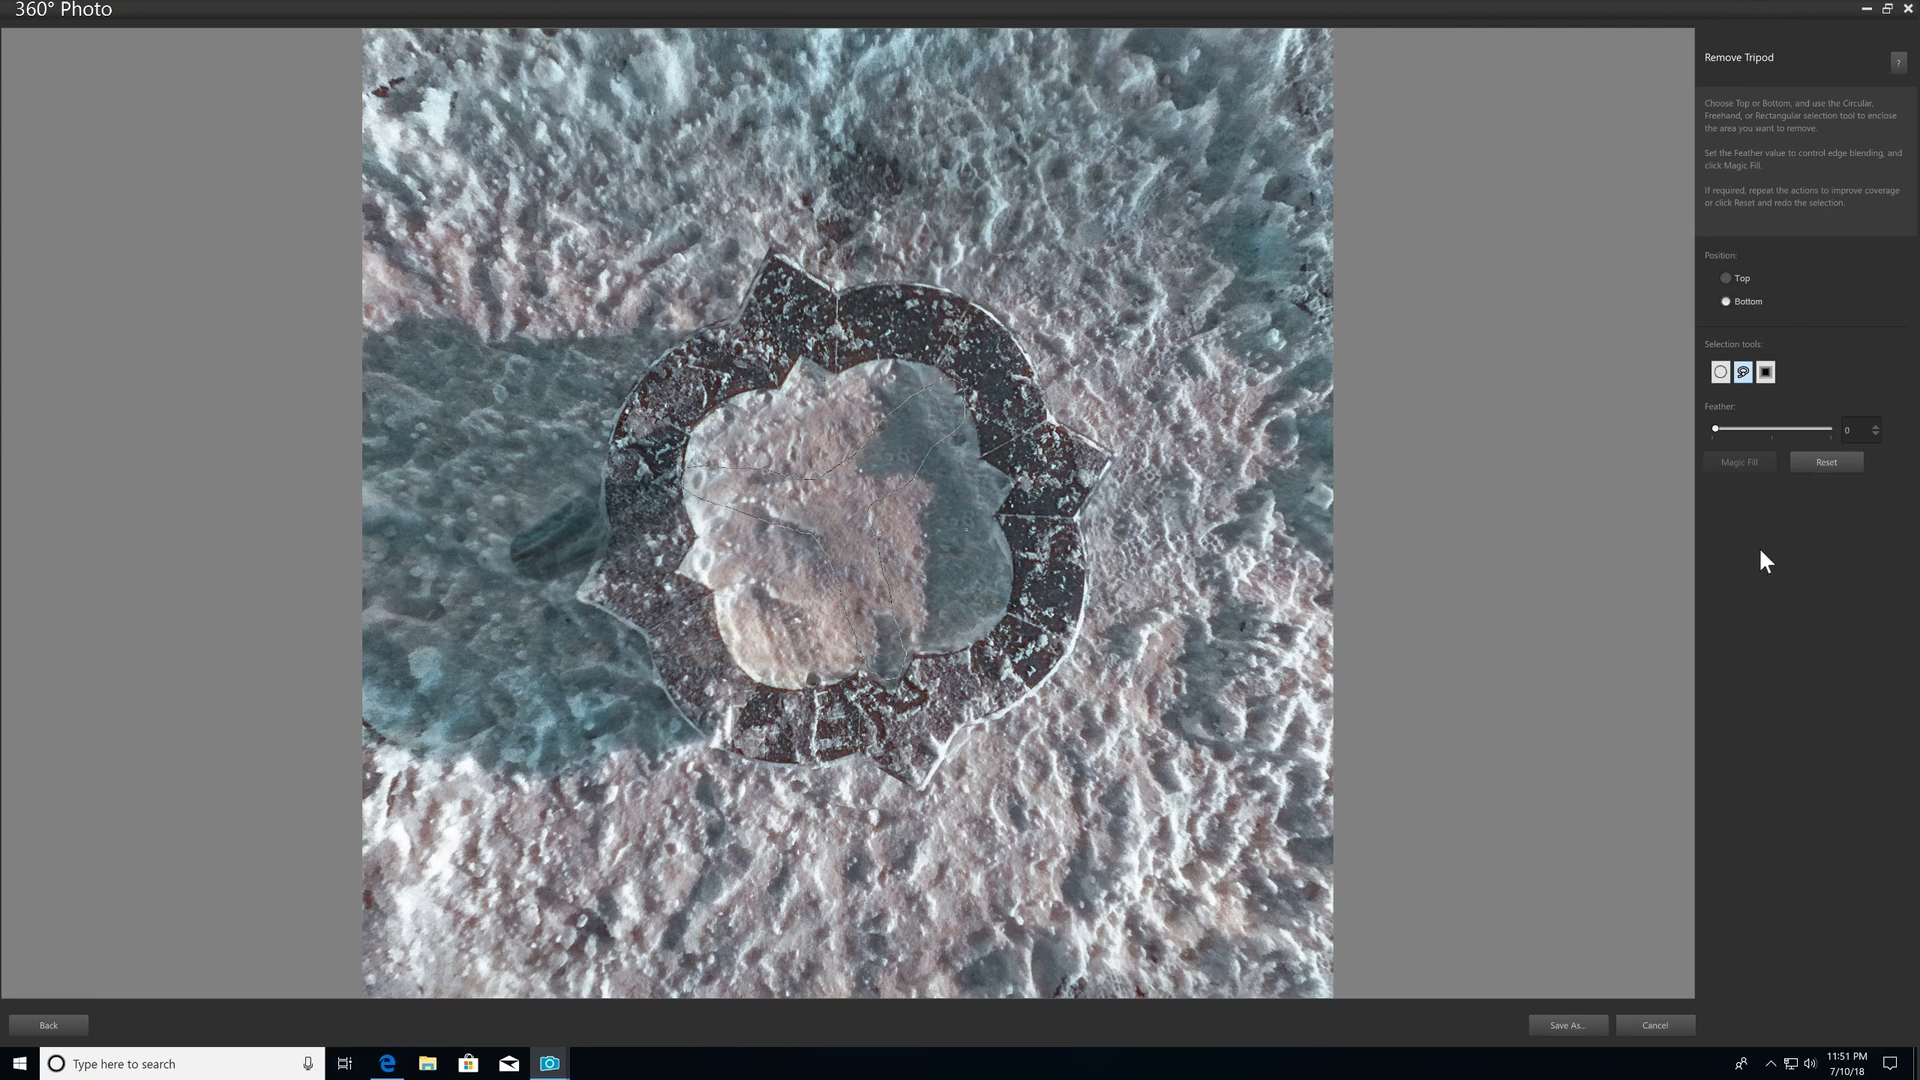 360° Photo
Remove Tripod
?
Choose Top or Bottom, and use the Circular,
Freehand, or Rectangular selection tool to enclose
the area you want to remove.
Set the Feather value to control edge blending, and
click Magic Fill.
If required, repeat the actions to improve coverage
or click Reset and redo the selection.
Position:
Top
Bottom
Selection tools:
Feather:
0
Magic Fill
Reset
Back
Save As...
Cancel
Type here to search
11:51 PM
7/10/18